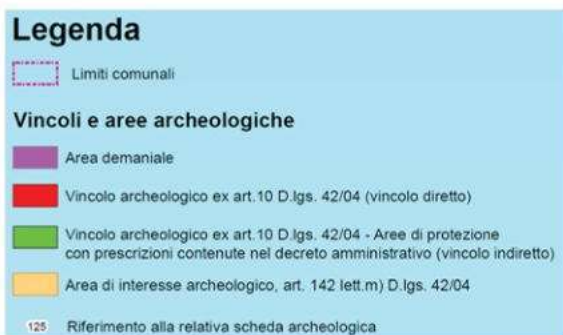 Legenda
Limiti comunali
Vincoli e aree archeologiche
Area demaniale
Vincolo archeologico ex art.10 D.lgs. 42/04 (vincolo diretto)
Vincolo archeologico ex art.10 D.lgs. 42/04 - Aree di protezione
con prescrizioni contenute nel decreto amministrativo (vincolo indiretto)
Area di interesse archeologico, art. 142 lett.m) D.lgs. 42/04
125 Riferimento alla relativa scheda archeologica